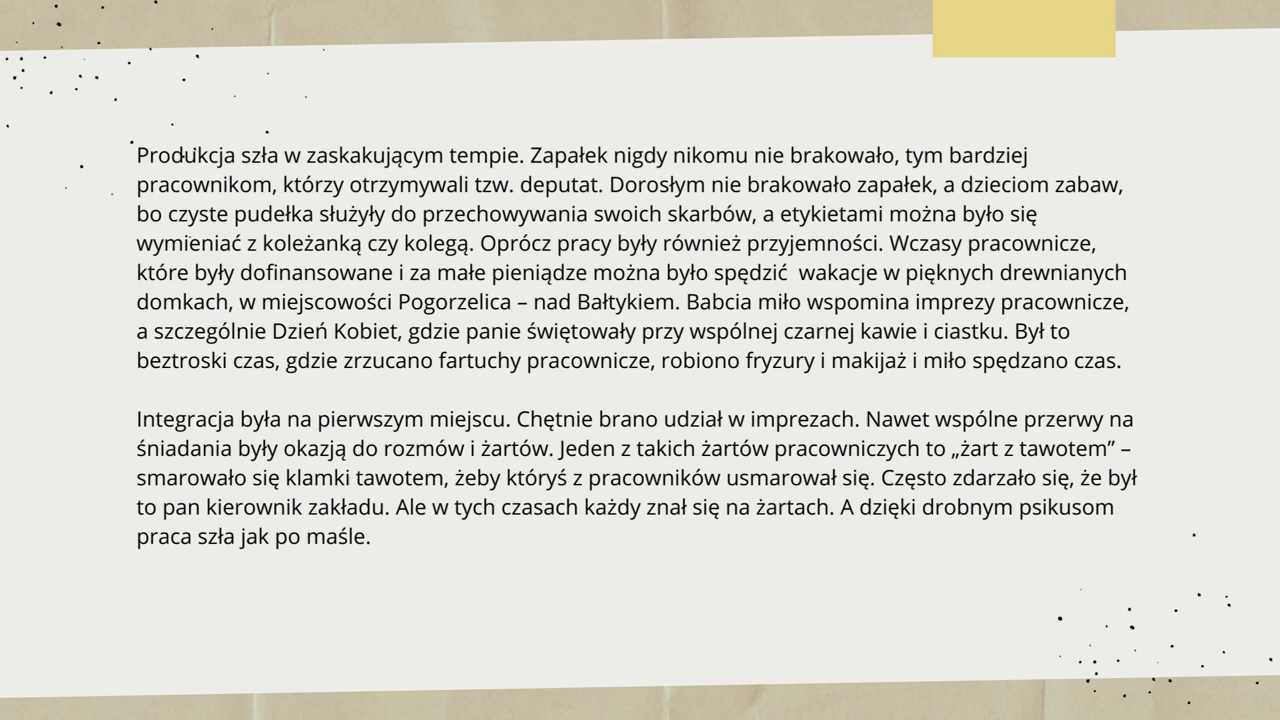 Produkcja szła w zaskakującym tempie. Zapałek nigdy nikomu nie brakowało, tym bardziej
pracownikom, którzy otrzymywali tzw. deputat. Dorosłym nie brakowało zapałek, a dzieciom zabaw,
bo czyste pudełka służyły do przechowywania swoich skarbów, a etykietami można było się
wymieniać z koleżanką czy kolegą. Oprócz pracy były również przyjemności. Wczasy pracownicze,
które były dofinansowane i za małe pieniądze można było spędzić  wakacje w pięknych drewnianych
domkach, w miejscowości Pogorzelica – nad Bałtykiem. Babcia miło wspomina imprezy pracownicze,
a szczególnie Dzień Kobiet, gdzie panie świętowały przy wspólnej czarnej kawie i ciastku. Był to
beztroski czas, gdzie zrzucano fartuchy pracownicze, robiono fryzury i makijaż i miło spędzano czas.
Integracja była na pierwszym miejscu. Chętnie brano udział w imprezach. Nawet wspólne przerwy na
śniadania były okazją do rozmów i żartów. Jeden z takich żartów pracowniczych to „żart z tawotem” –
smarowało się klamki tawotem, żeby któryś z pracowników usmarował się. Często zdarzało się, że był
to pan kierownik zakładu. Ale w tych czasach każdy znał się na żartach. A dzięki drobnym psikusom
praca szła jak po maśle.